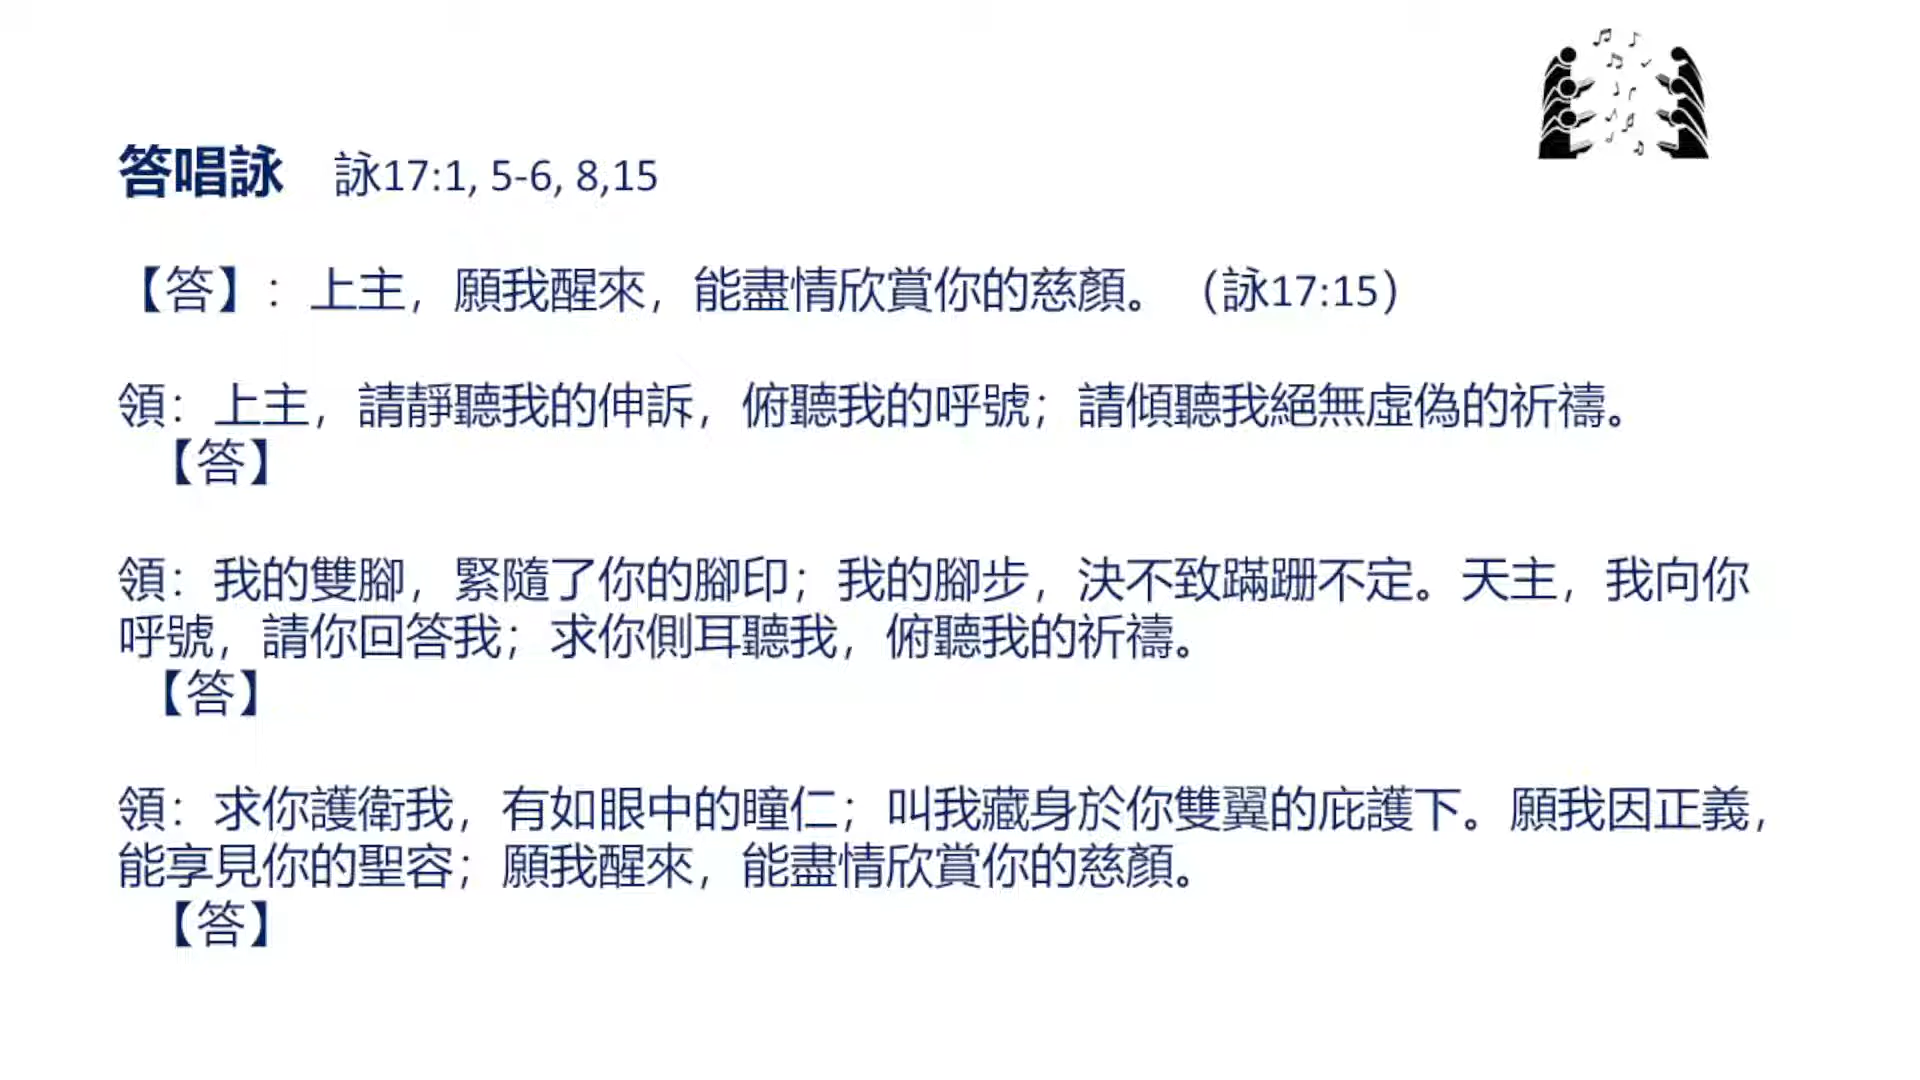 答唱詠 詠17:1, 5-6, 8,15
【答】：上主，願我醒來，能盡情欣賞你的慈顏。（詠17:15）
領：上主，請靜聽我的伸訴，俯聽我的呼號；請傾聽我絕無虛偽的祈禱。
【答】
領：我的雙腳，緊隨了你的腳印；我的腳步，決不致蹣跚不定。天主，我向你
呼號，請你回答我；求你側耳聽我，俯聽我的祈禱。
【答】
領：求你護衛我，有如眼中的瞳仁；叫我藏身於你雙翼的庇護下。願我因正義，
能享見你的聖容；願我醒來，能盡情欣賞你的慈顏。
【答】